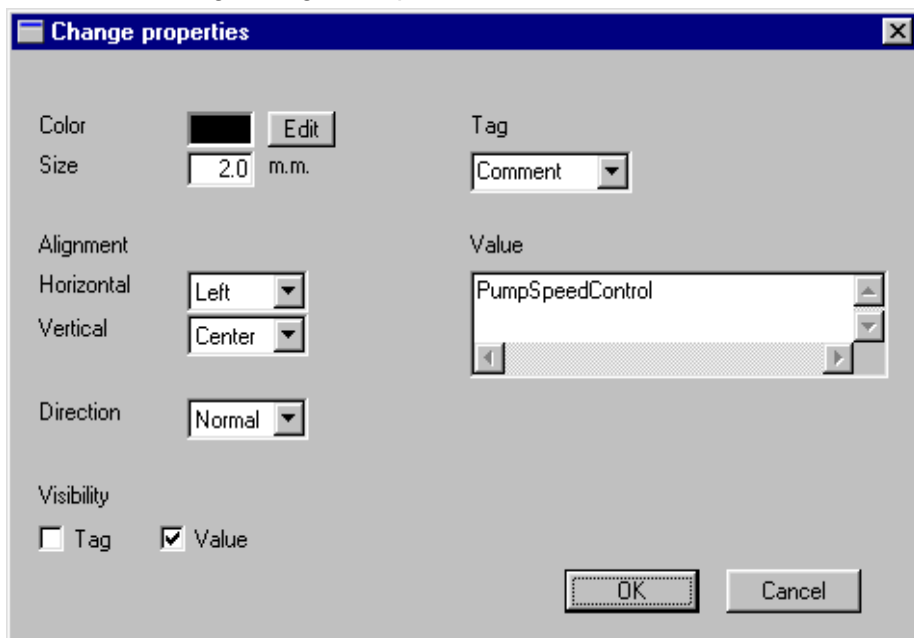 Change properties
Color
Edit
Tag
Size
2.0 m.m.
Comment
Alignment
Value
Horizontal
Left
PumpSpeedControl
Vertical
Center
Direction
Normal
Visibility
Tag
Value
OK
Cancel